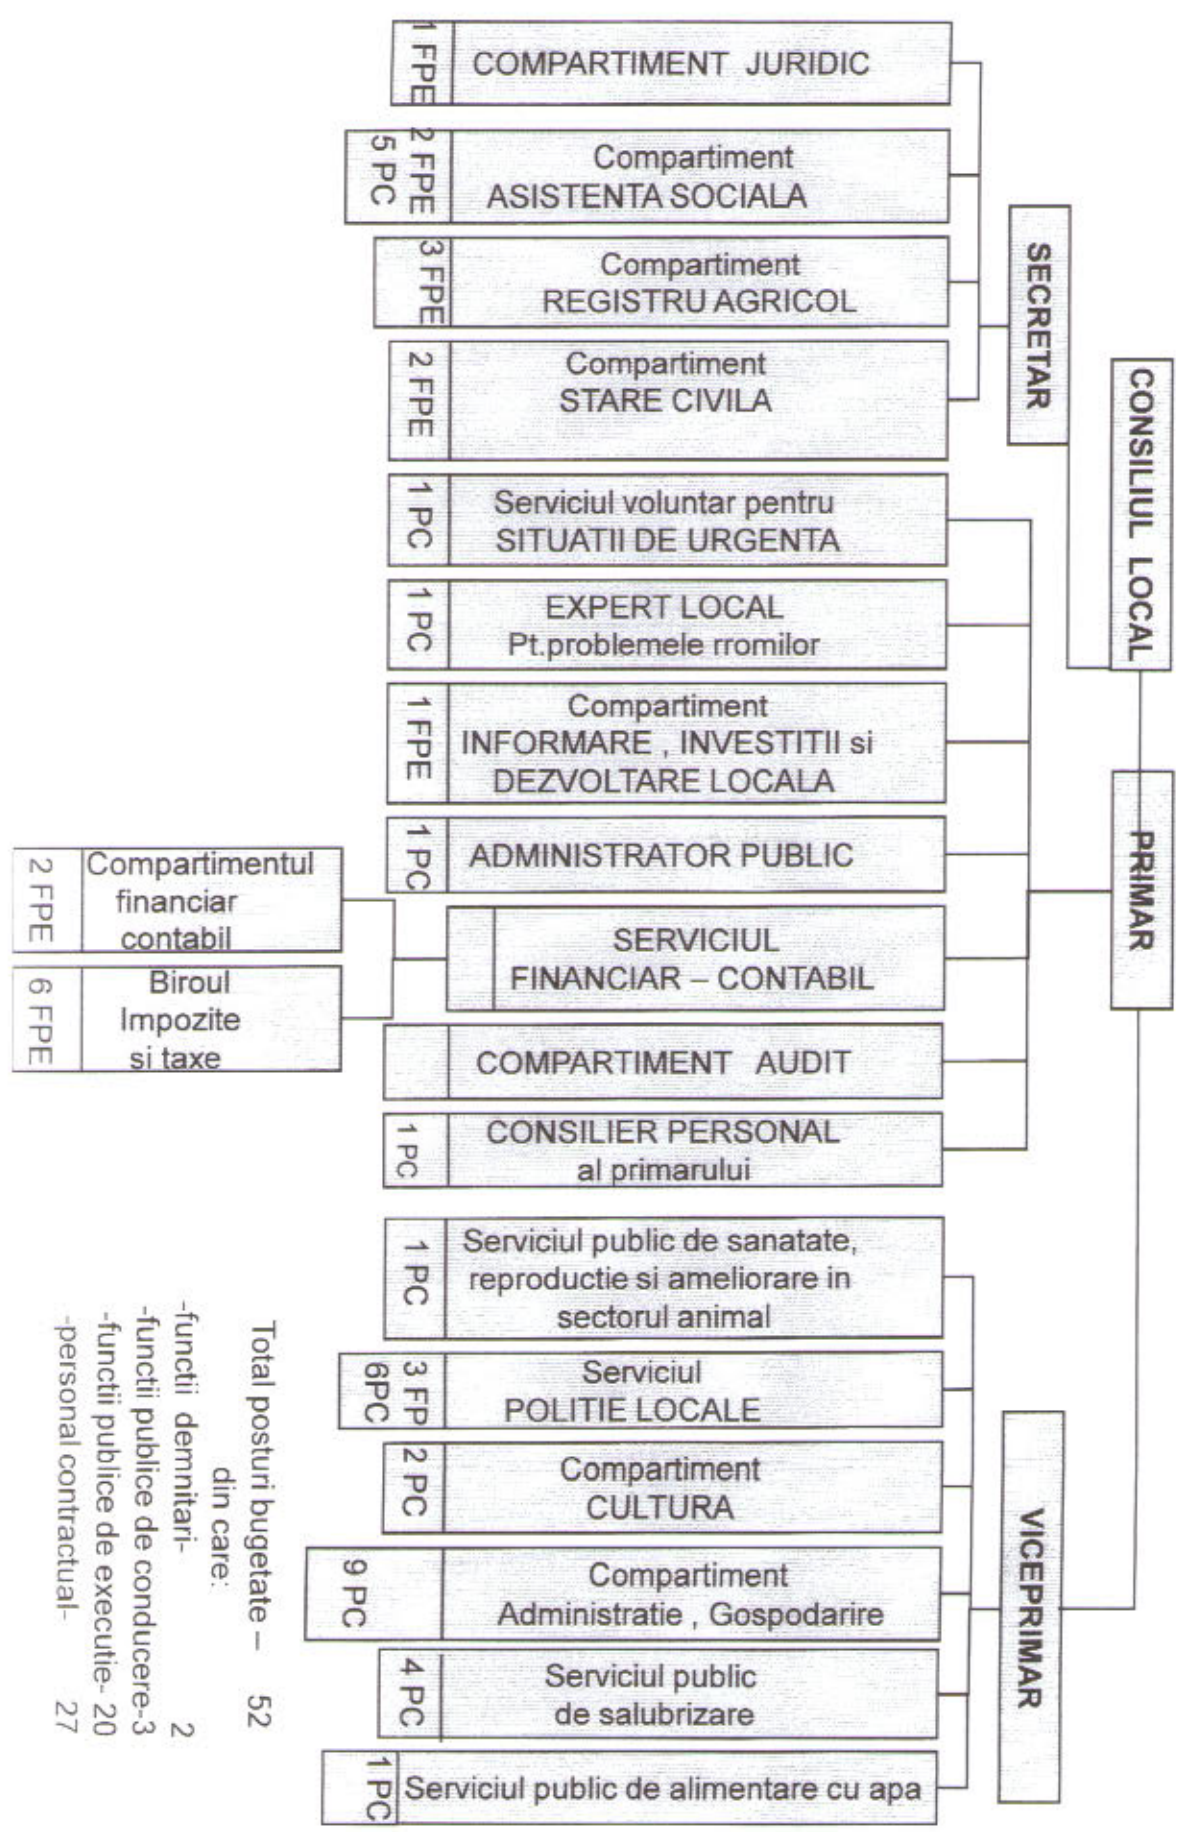 CONSILIUL LOCAL
PRIMAR
SECRETAR
VICEPRIMAR
COMPARTIMENT JURIDIC
1 FPE
Compartiment
ASISTENTA SOCIALA
2 FPE
5 PC
Compartiment
REGISTRU AGRICOL
3 FPE
Compartiment
STARE CIVILA
2 FPE
Serviciul voluntar pentru
SITUATII DE URGENTA
1 PC
EXPERT LOCAL
Pt.problemele rromilor
1 PC
Compartiment
INFORMARE , INVESTITII si
DEZVOLTARE LOCALA
1 FPE
ADMINISTRATOR PUBLIC
1 PC
SERVICIUL
FINANCIAR – CONTABIL
Compartimentul
financiar
contabil
2 FPE
Biroul
Impozite
si taxe
6 FPE
COMPARTIMENT AUDIT
CONSILIER PERSONAL
al primarului
1 PC
Serviciul public de sanatate,
reproductie si ameliorare in
sectorul animal
1 PC
Serviciul
POLITIE LOCALE
3 FP
6PC
Compartiment
CULTURA
2 PC
Compartiment
Administratie , Gospodarire
9 PC
Serviciul public
de salubrizare
4 PC
Serviciul public de alimentare cu apa
1 PC
Total posturi bugetate – 52
din care:
-functii demnitari- 2
-functii publice de conducere-3
-functii publice de executie- 20
-personal contractual- 27